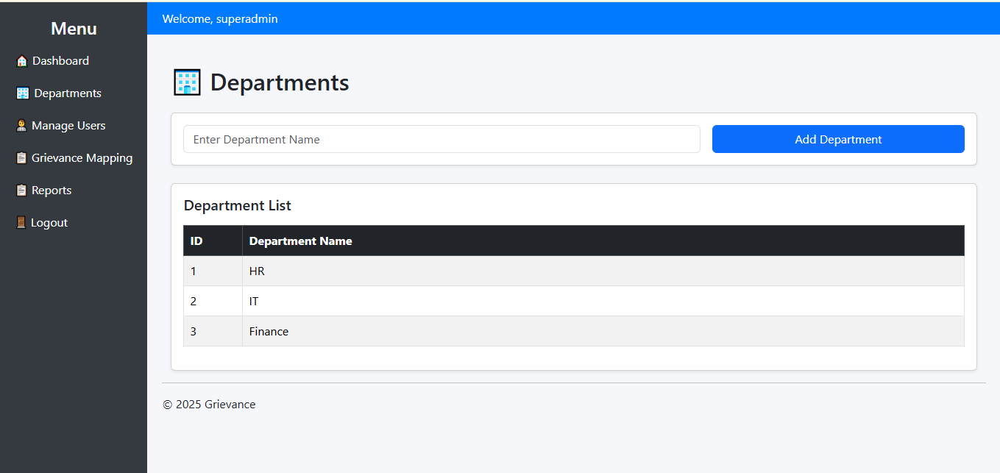 Menu
Dashboard
Departments
Manage Users
Grievance Mapping
Reports
Logout
Welcome, superadmin
Departments
Enter Department Name
Add Department
Department List
ID Department Name
1 HR
2 IT
3 Finance
© 2025 Grievance